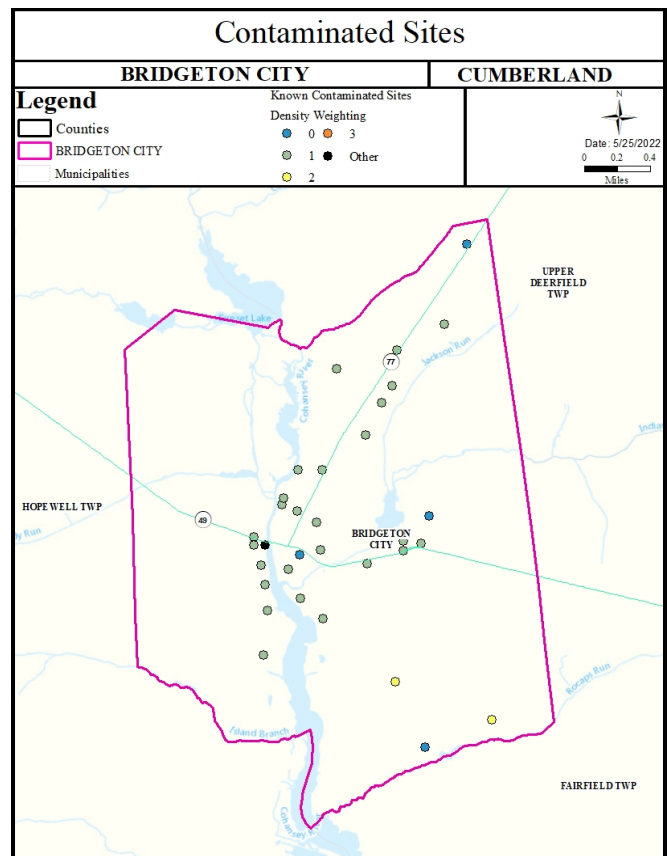 Contaminated Sites
BRIDGETON CITY
CUMBERLAND
Legend
Counties
BRIDGETON CITY
Municipalities
Known Contaminated Sites
Density Weighting
0 3
1 Other
2
N
Date: 5/25/2022
0 0.2 0.4
Miles
UPPER
DEERFIELD
TWP
Sunset Lake
Cohansei River
77
Jackson Run
India
HOPEWELL TWP
49
Run
BRIDGETON
CITY
Rocaps Run
Island Branch
FAIRFIELD TWP
Cohansey